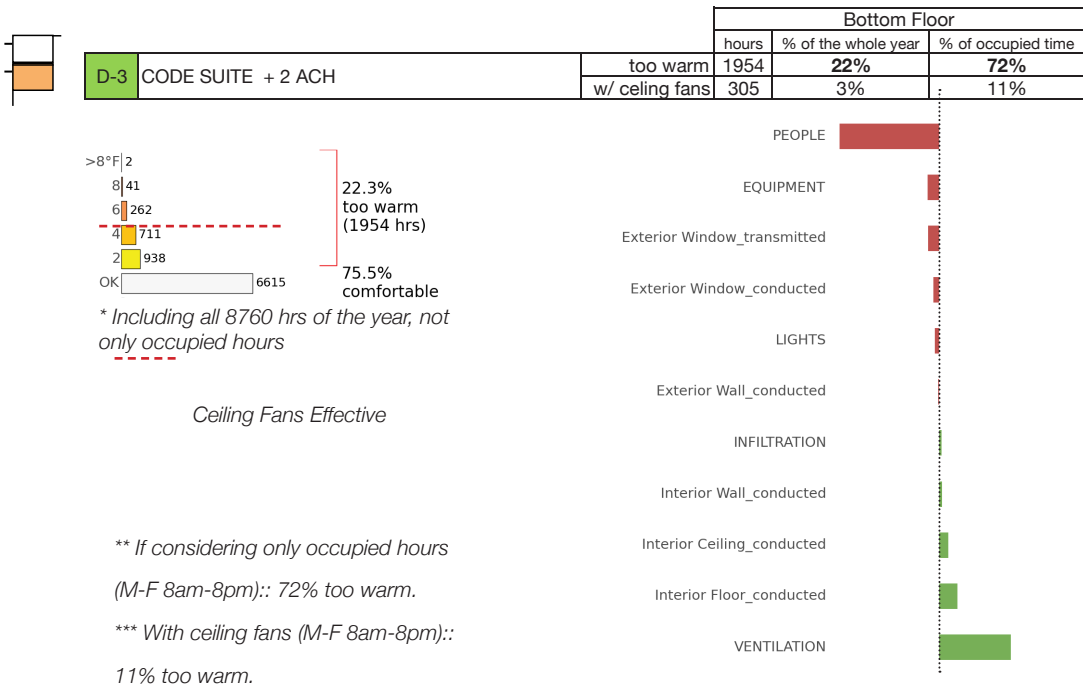 Bottom Floor
hours % of the whole year % of occupied time
D-3 CODE SUITE + 2 ACH too warm 1954 22% 72%
w/ celing fans 305 3% 11%
>8°F 2
8 41
6 262
4 711
2 938
OK 6615
22.3%
too warm
(1954 hrs)
75.5%
comfortable
* Including all 8760 hrs of the year, not
only occupied hours
Ceiling Fans Effective
** If considering only occupied hours
(M-F 8am-8pm):: 72% too warm.
*** With ceiling fans (M-F 8am-8pm)::
11% too warm.
PEOPLE
EQUIPMENT
Exterior Window_transmitted
Exterior Window_conducted
LIGHTS
Exterior Wall_conducted
INFILTRATION
Interior Wall_conducted
Interior Ceiling_conducted
Interior Floor_conducted
VENTILATION